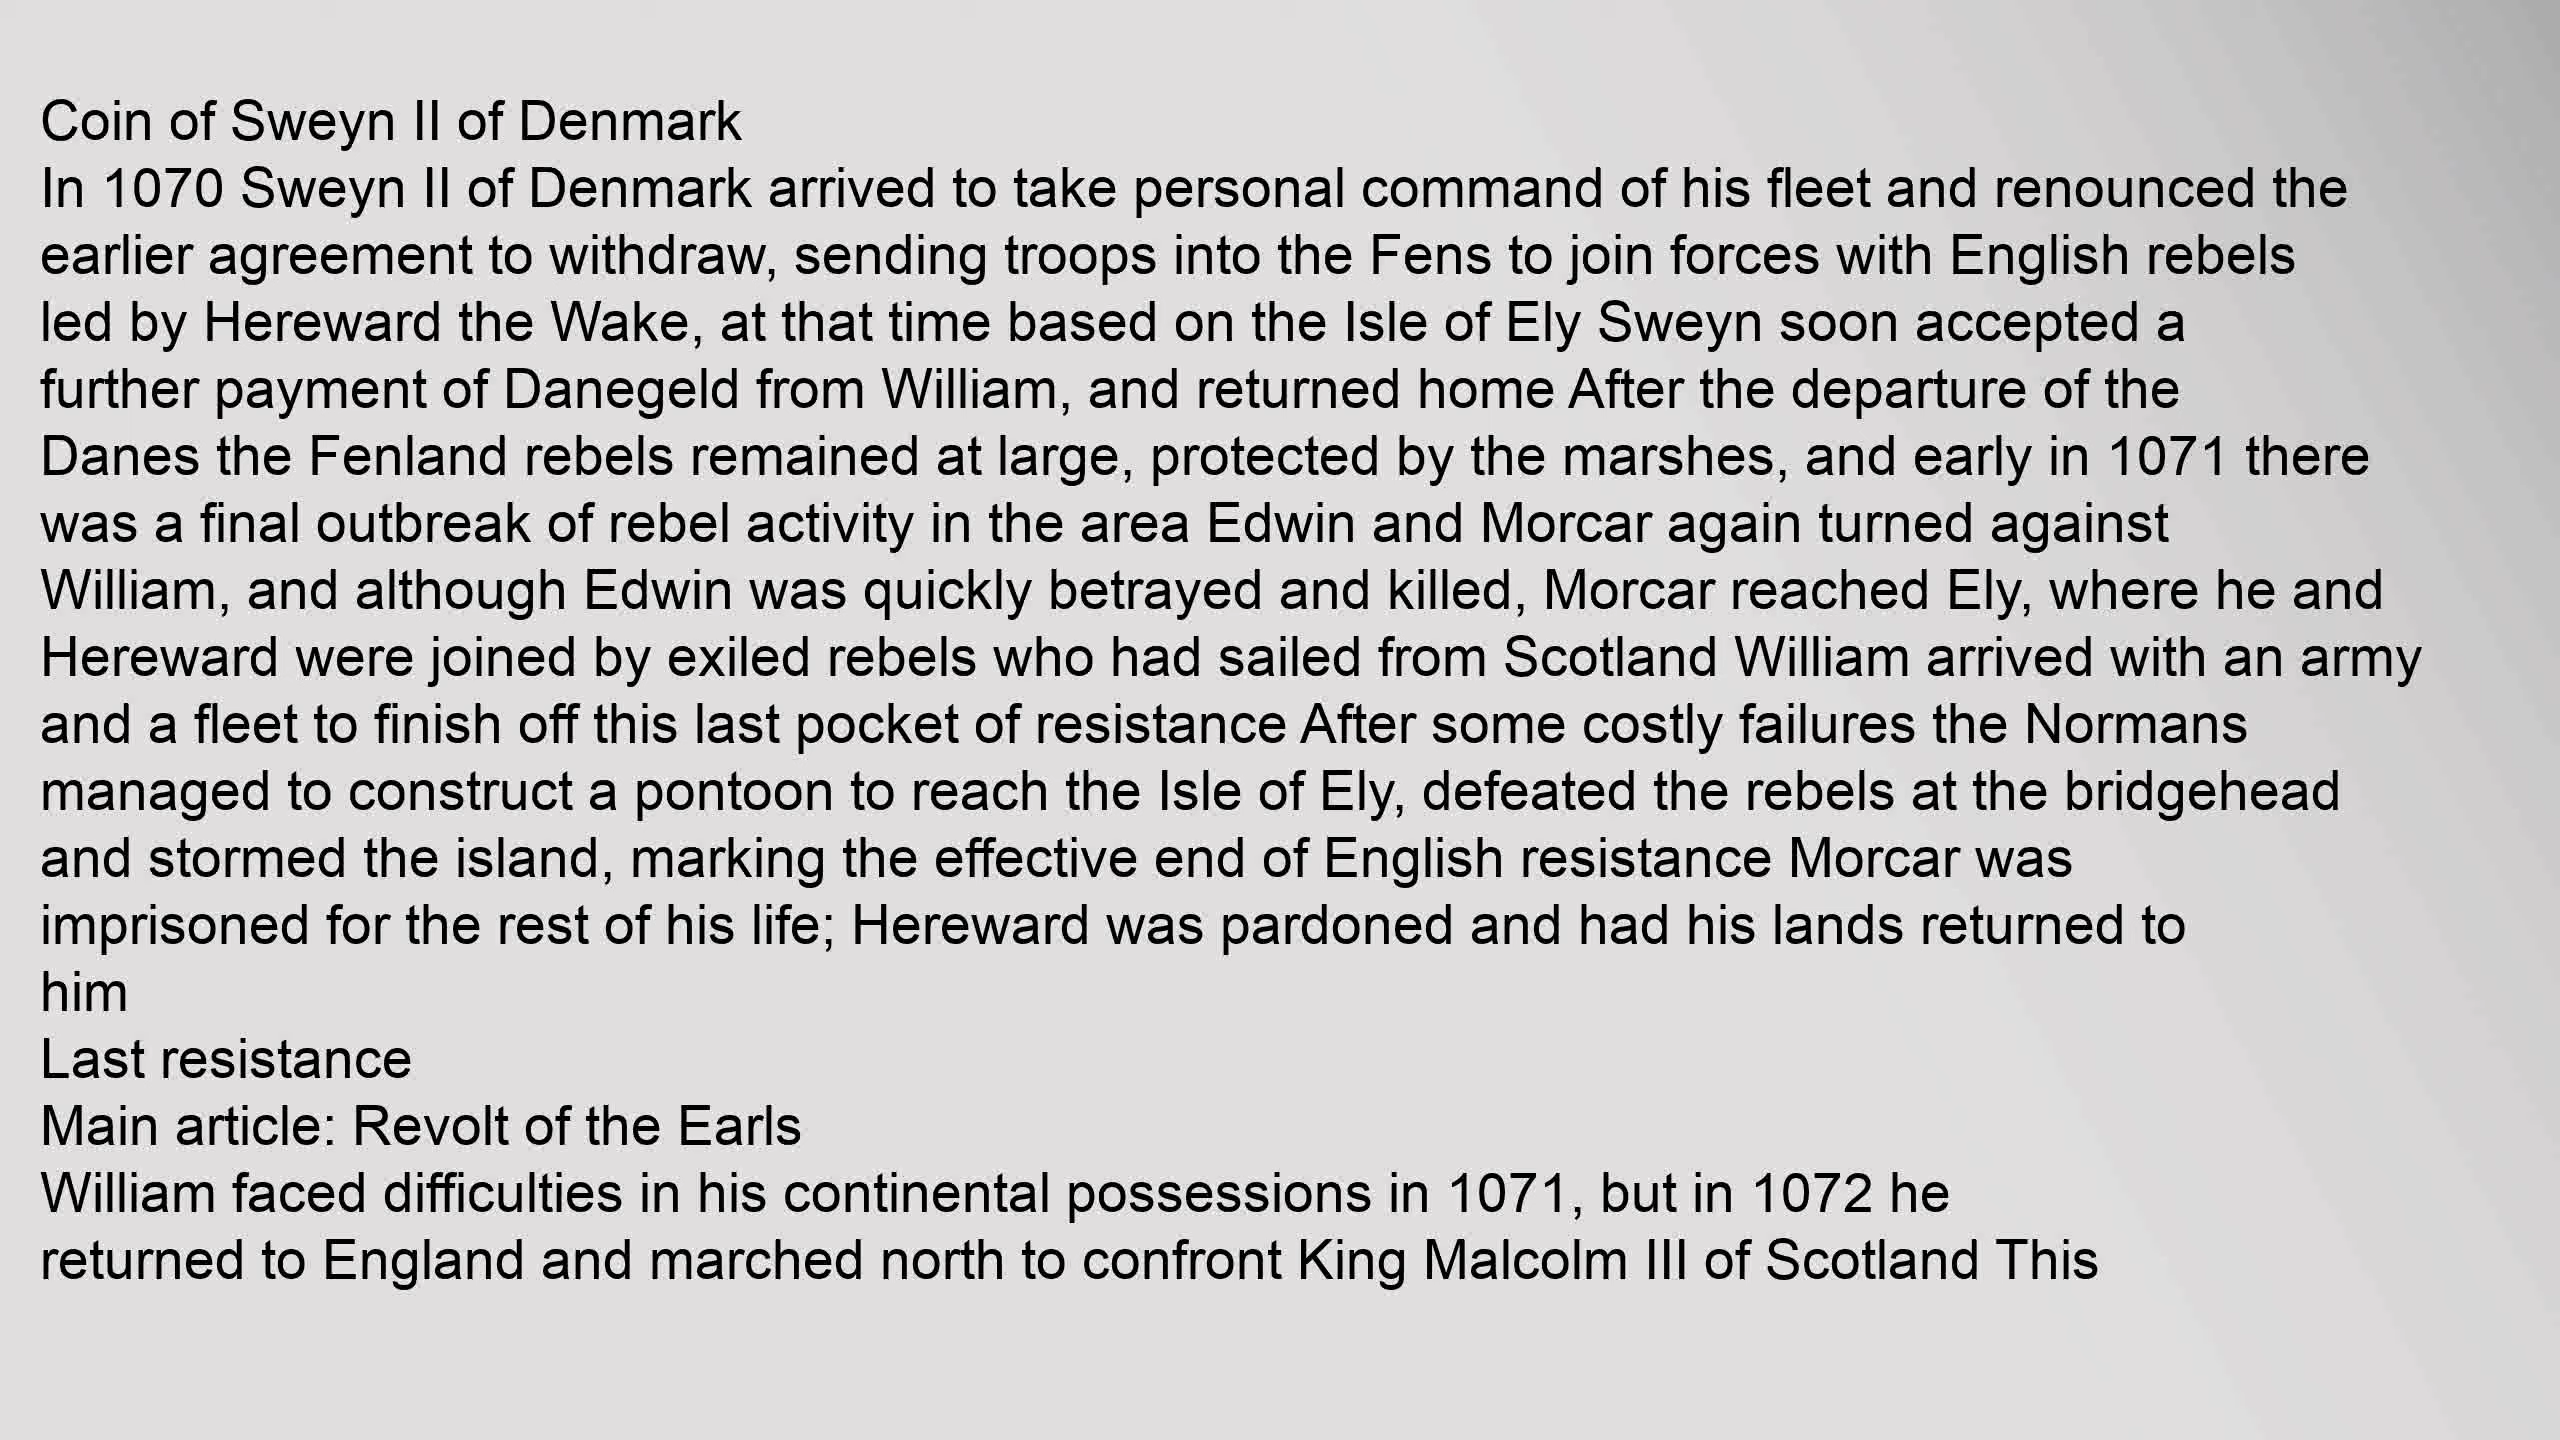 Coin of Sweyn II of Denmark
In 1070 Sweyn II of Denmark arrived to take personal command of his fleet and renounced the
earlier agreement to withdraw, sending troops into the Fens to join forces with English rebels
led by Hereward the Wake, at that time based on the Isle of Ely Sweyn soon accepted a
further payment of Danegeld from William, and returned home After the departure of the
Danes the Fenland rebels remained at large, protected by the marshes, and early in 1071 there
was a final outbreak of rebel activity in the area Edwin and Morcar again turned against
William, and although Edwin was quickly betrayed and killed, Morcar reached Ely, where he and
Hereward were joined by exiled rebels who had sailed from Scotland William arrived with an army
and a fleet to finish off this last pocket of resistance After some costly failures the Normans
managed to construct a pontoon to reach the Isle of Ely, defeated the rebels at the bridgehead
and stormed the island, marking the effective end of English resistance Morcar was
imprisoned for the rest of his life; Hereward was pardoned and had his lands returned to
him
Last resistance
Main article: Revolt of the Earls
William faced difficulties in his continental possessions in 1071, but in 1072 he
returned to England and marched north to confront King Malcolm III of Scotland This